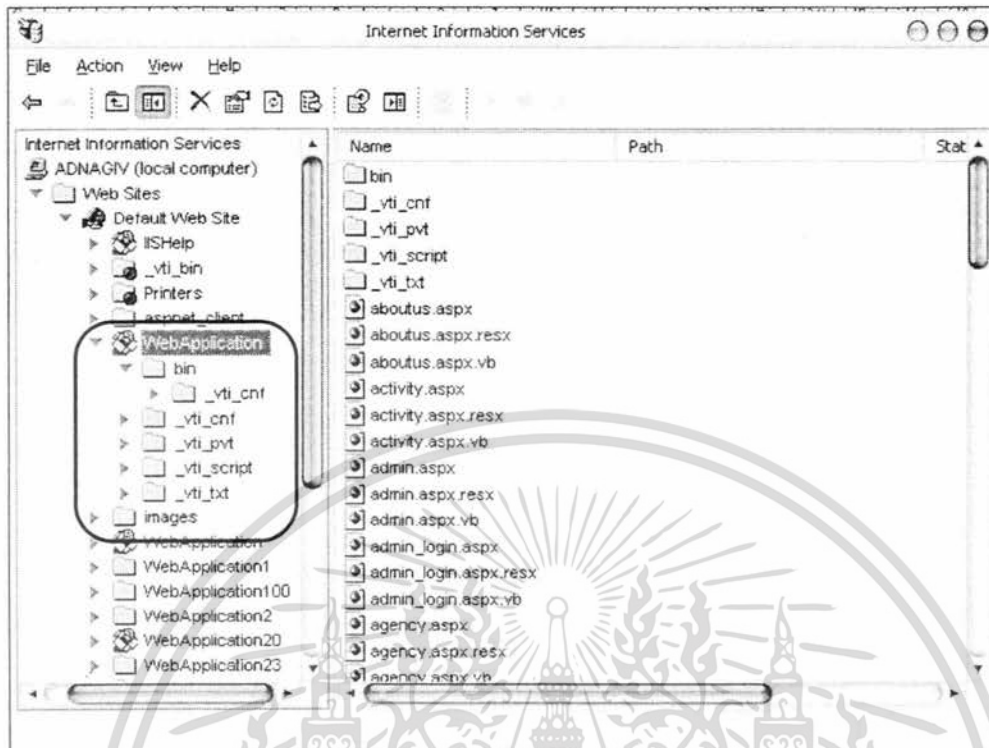 Internet Information Services
File Action View Help
Internet Information Services
ADNAGIV (local computer)
Web Sites
Default Web Site
IISHelp
_vti_bin
Printers
aspnet_client
WebApplication
bin
_vti_cnf
_vti_cnf
_vti_pvt
_vti_script
_vti_txt
images
WebApplication
WebApplication1
WebApplication100
WebApplication2
WebApplication20
WebApplication23
Name Path Stat
bin
_vti_cnf
_vti_pvt
_vti_script
_vti_txt
aboutus.aspx
aboutus.aspx.resx
aboutus.aspx.vb
activity.aspx
activity.aspx.resx
activity.aspx.vb
admin.aspx
admin.aspx.resx
admin.aspx.vb
admin_login.aspx
admin_login.aspx.resx
admin_login.aspx.vb
agency.aspx
agency.aspx.resx
agency.aspx.vb